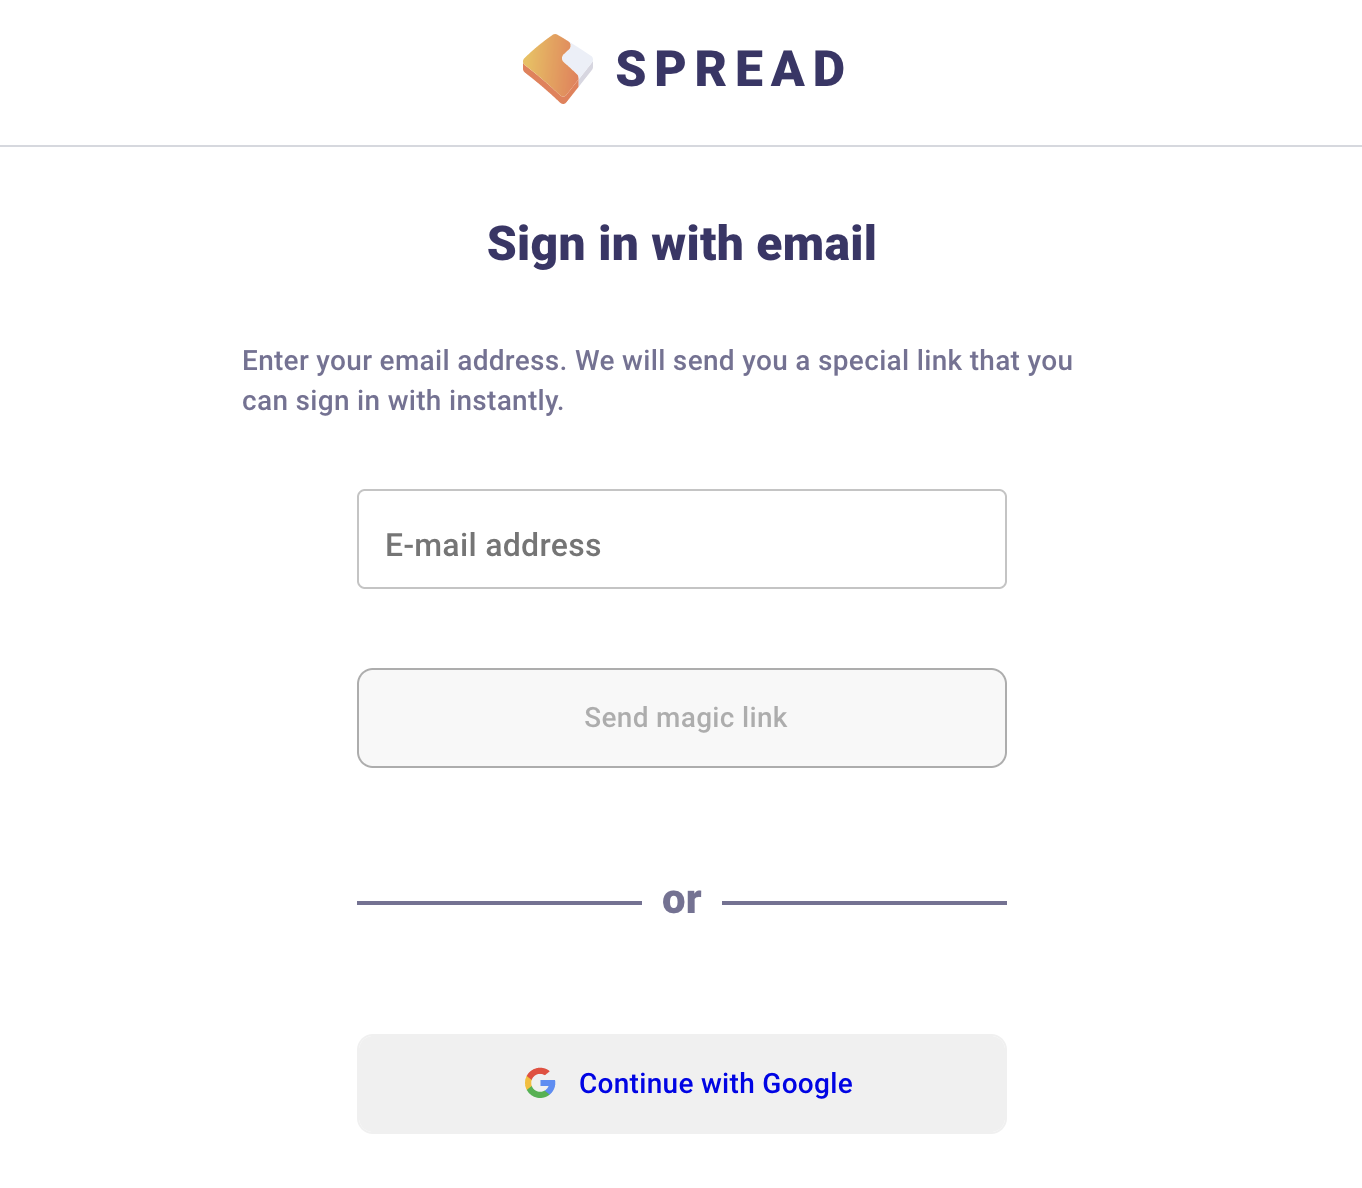 SPREAD
Sign in with email
Enter your email address. We will send you a special link that you
can sign in with instantly.
E-mail address
Send magic link
or
Continue with Google